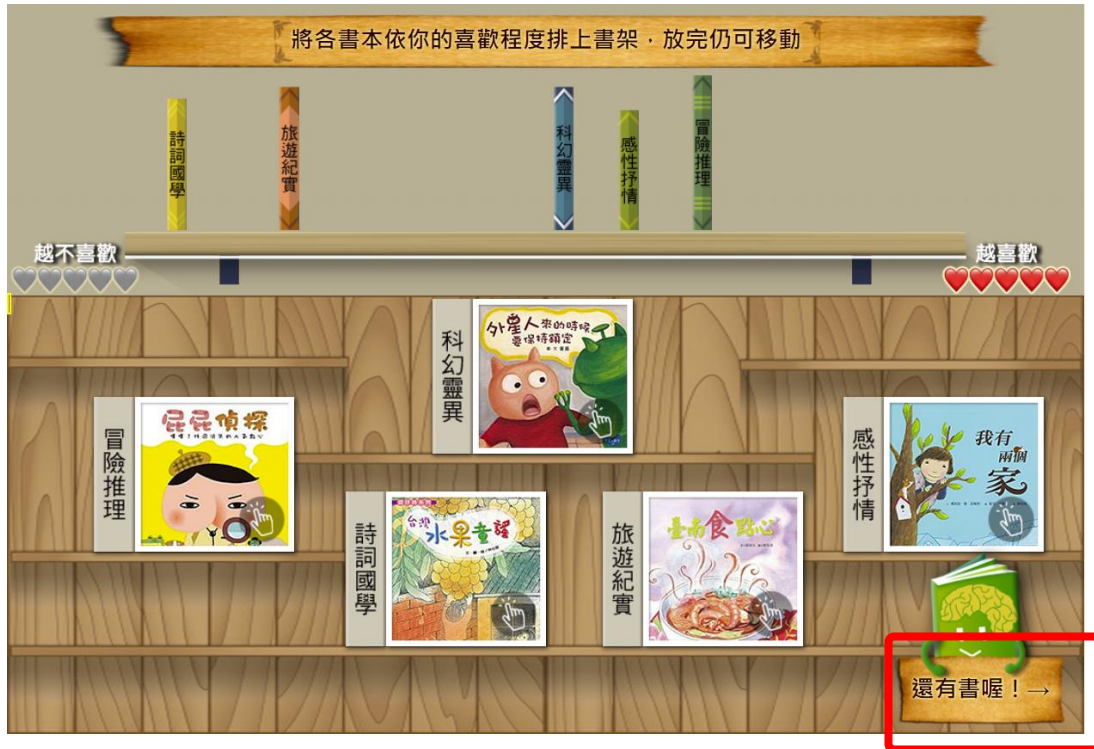 將各書本依你的喜歡程度排上書架・放完仍可移動
詩詞國學
旅遊紀實
科幻靈異
感性抒情
冒險推理
越不喜歡
越喜歡
科幻靈異
外星人來的時候
要保持鎮定
冒險推理
屁屁偵探
感性抒情
我有
兩個
家
詩詞國學
台灣
水果童望
旅遊紀實
臺南食點心
還有書喔！→